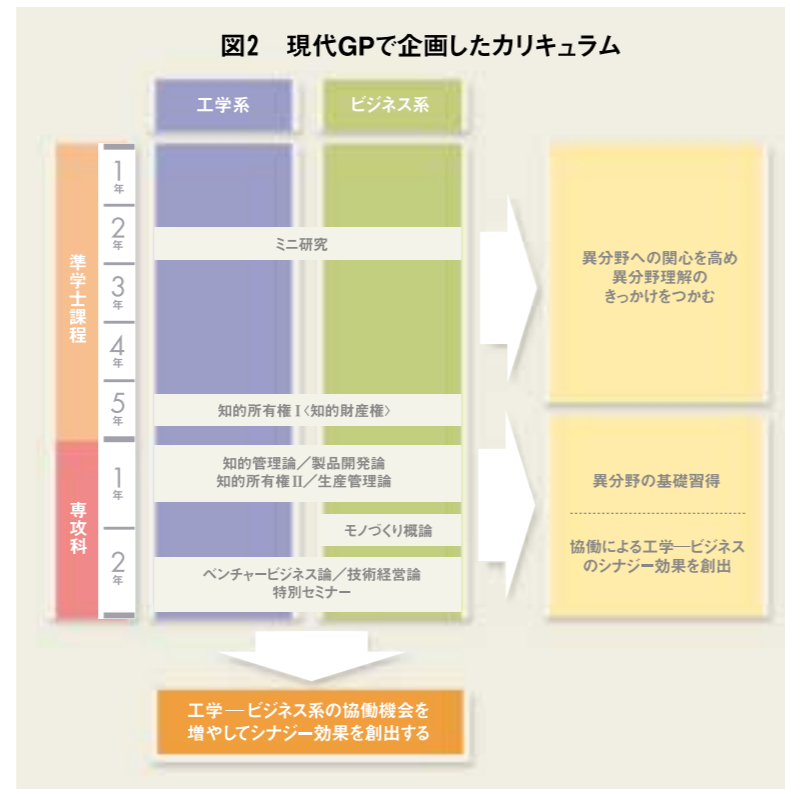 図2 現代GPで企画したカリキュラム
工学系
ビジネス系
準学士課程
1年
2年
3年
4年
5年
専攻科
1年
2年
ミニ研究
知的所有権Ⅰ〈知的財産権〉
知的管理論／製品開発論
知的所有権Ⅱ／生産管理論
モノづくり概論
ベンチャービジネス論／技術経営論
特別セミナー
異分野への関心を高め
異分野理解の
きっかけをつかむ
異分野の基礎習得
協働による工学―ビジネス
のシナジー効果を創出
工学―ビジネス系の協働機会を
増やしてシナジー効果を創出する